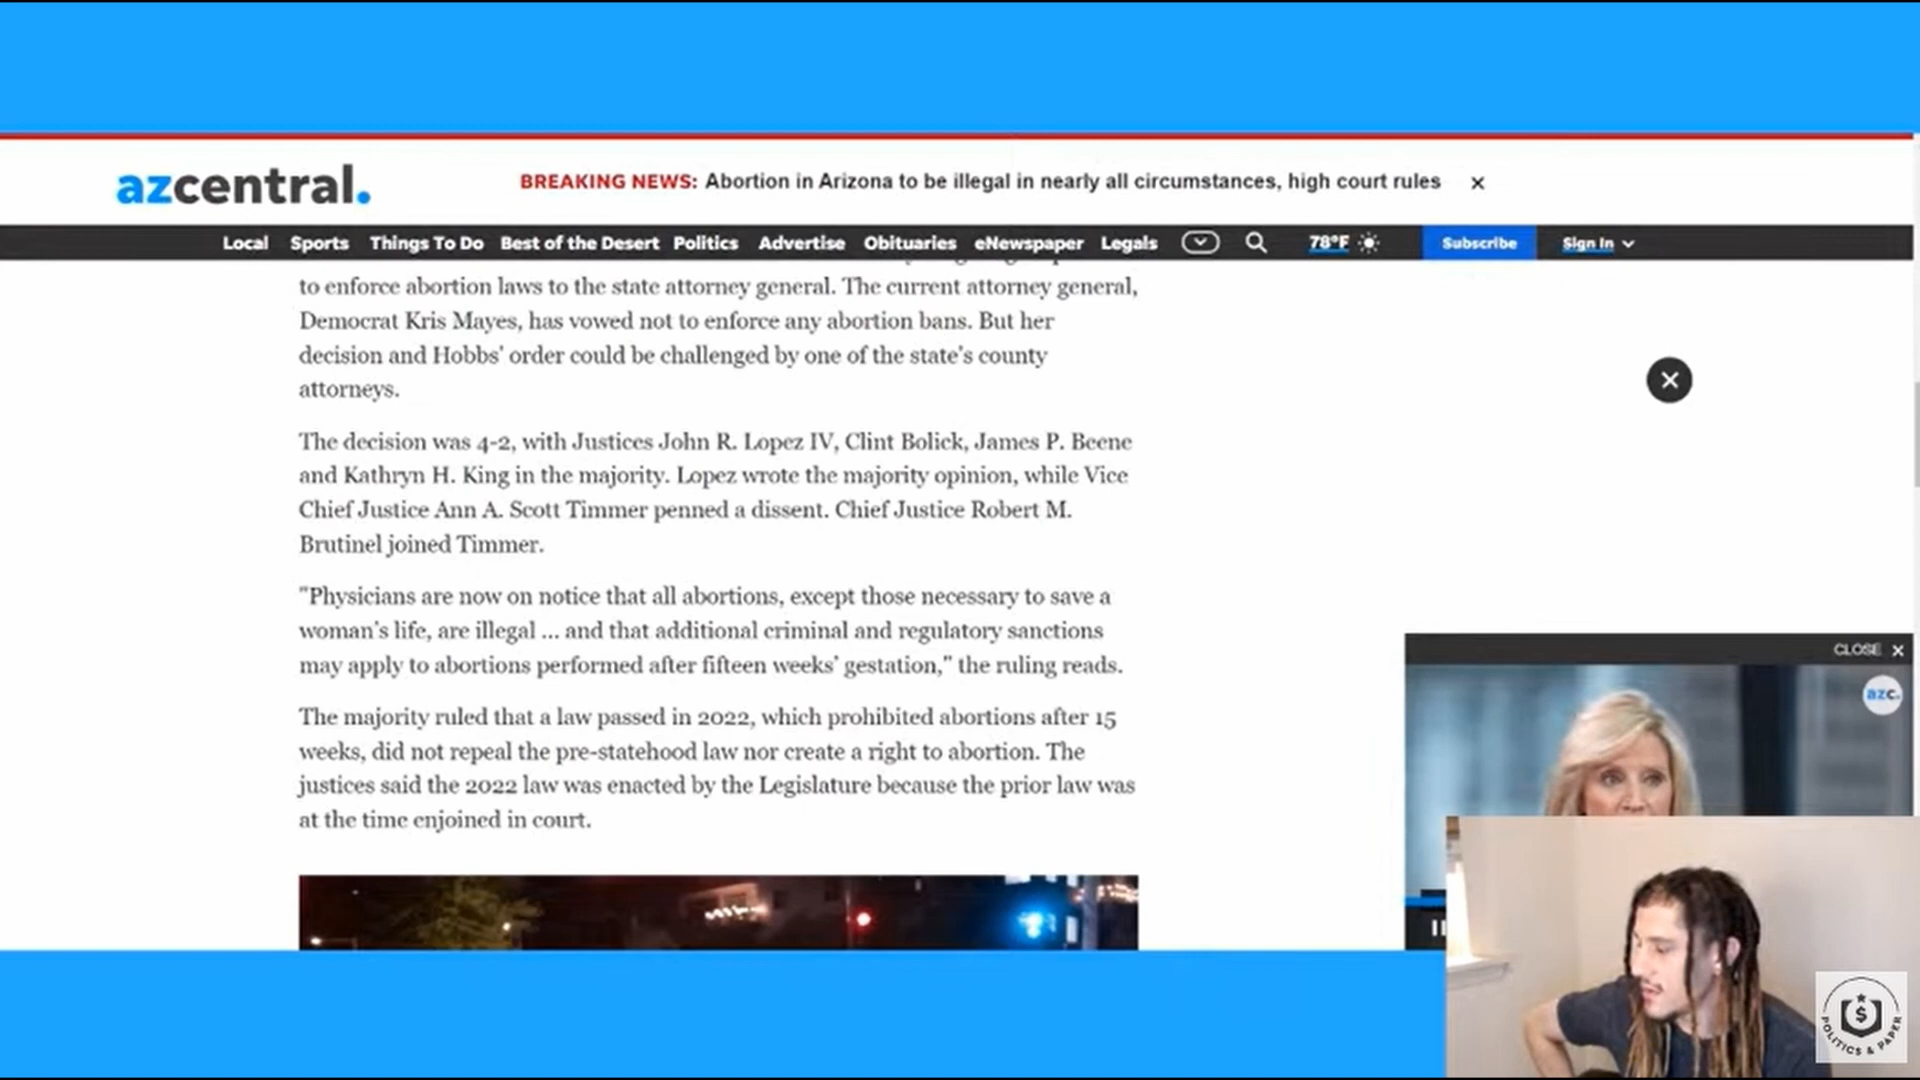 azcentral.
BREAKING NEWS: Abortion in Arizona to be illegal in nearly all circumstances, high court rules
Local Sports Things To Do Best of the Desert Politics Advertise Obituaries eNewspaper Legals 78°F Subscribe Sign In
to enforce abortion laws to the state attorney general. The current attorney general,
Democrat Kris Mayes, has vowed not to enforce any abortion bans. But her
decision and Hobbs' order could be challenged by one of the state's county
attorneys.
The decision was 4-2, with Justices John R. Lopez IV, Clint Bolick, James P. Beene
and Kathryn H. King in the majority. Lopez wrote the majority opinion, while Vice
Chief Justice Ann A. Scott Timmer penned a dissent. Chief Justice Robert M.
Brutinel joined Timmer.
"Physicians are now on notice that all abortions, except those necessary to save a
woman's life, are illegal ... and that additional criminal and regulatory sanctions
may apply to abortions performed after fifteen weeks' gestation," the ruling reads.
The majority ruled that a law passed in 2022, which prohibited abortions after 15
weeks, did not repeal the pre-statehood law nor create a right to abortion. The
justices said the 2022 law was enacted by the Legislature because the prior law was
at the time enjoined in court.
CLOSE
azc.
$
POLITICS & PAPER